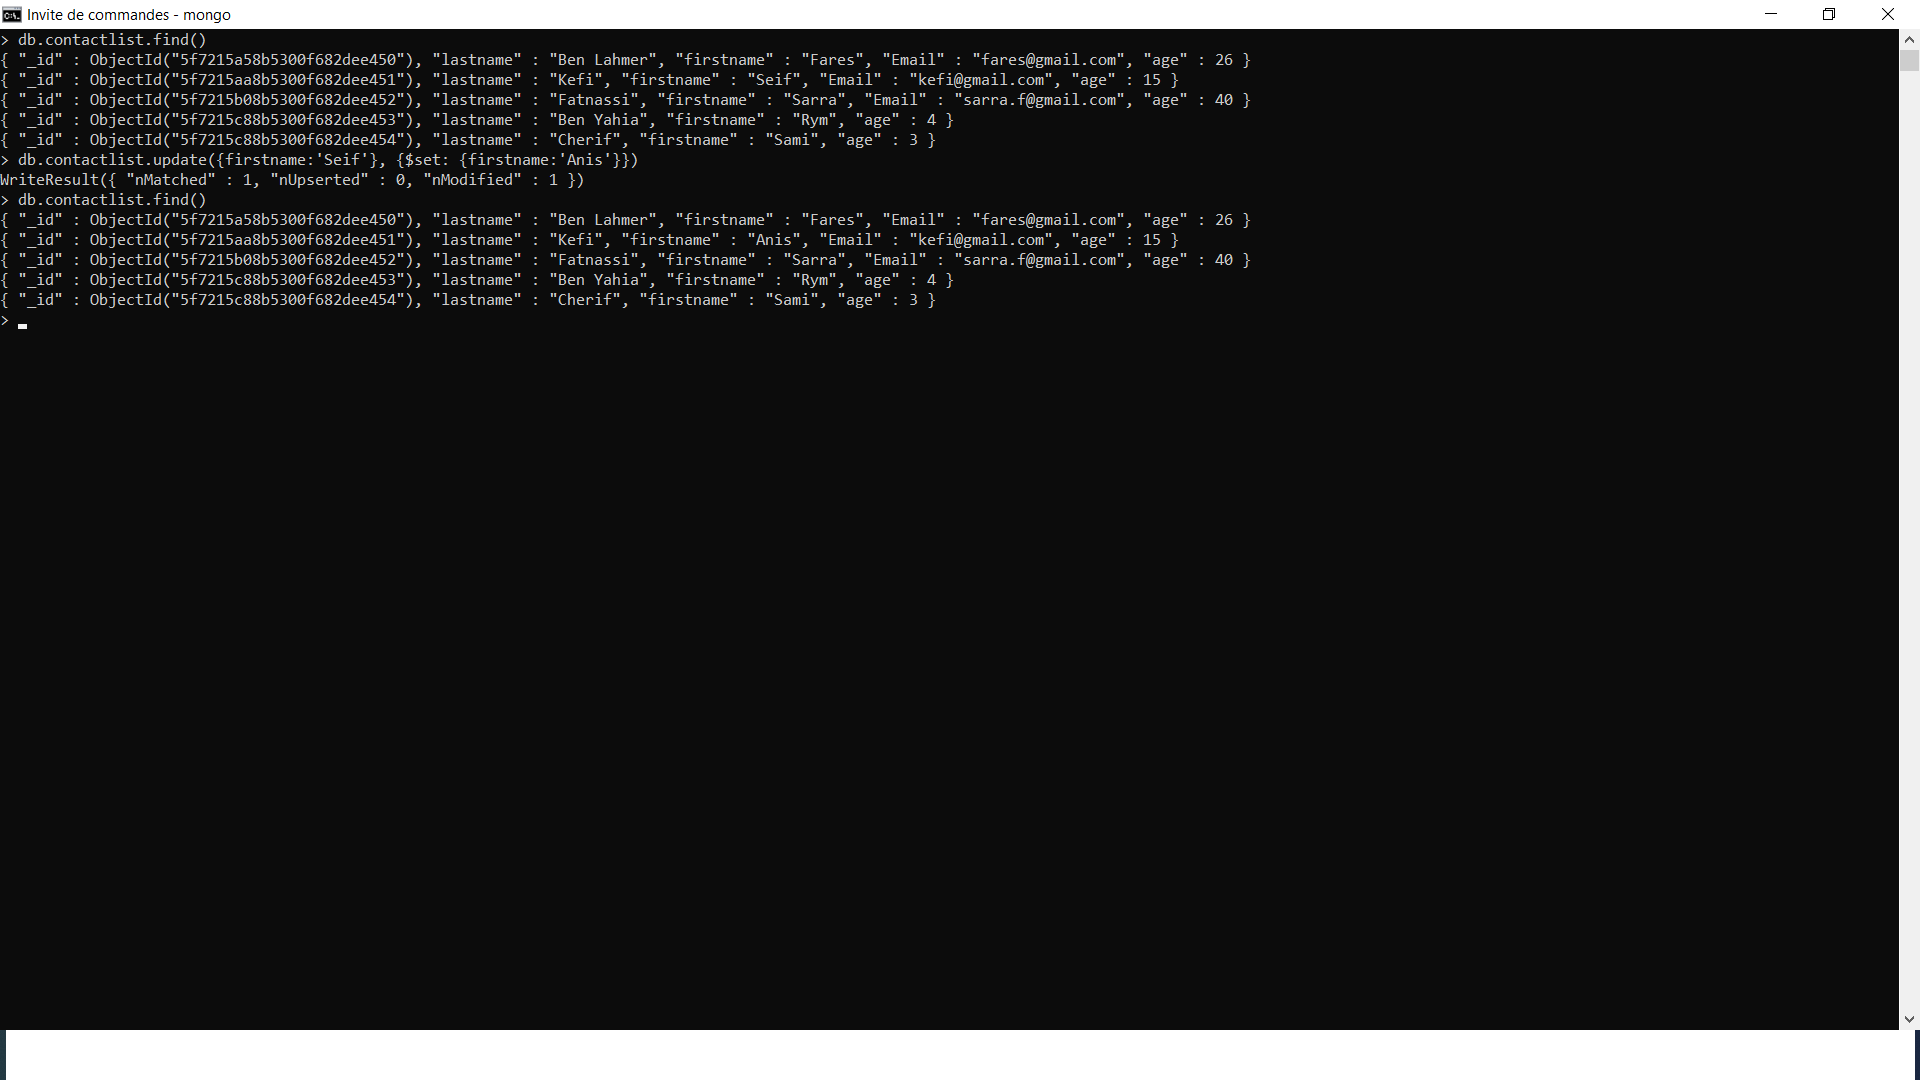 Invite de commandes - mongo
> db.contactlist.find()
{ "_id" : ObjectId("5f7215a58b5300f682dee450"), "lastname" : "Ben Lahmer", "firstname" : "Fares", "Email" : "fares@gmail.com", "age" : 26 }
{ "_id" : ObjectId("5f7215aa8b5300f682dee451"), "lastname" : "Kefi", "firstname" : "Seif", "Email" : "kefi@gmail.com", "age" : 15 }
{ "_id" : ObjectId("5f7215b08b5300f682dee452"), "lastname" : "Fatnassi", "firstname" : "Sarra", "Email" : "sarra.f@gmail.com", "age" : 40 }
{ "_id" : ObjectId("5f7215c88b5300f682dee453"), "lastname" : "Ben Yahia", "firstname" : "Rym", "age" : 4 }
{ "_id" : ObjectId("5f7215c88b5300f682dee454"), "lastname" : "Cherif", "firstname" : "Sami", "age" : 3 }
> db.contactlist.update({firstname:'Seif'}, {$set: {firstname:'Anis'}})
WriteResult({ "nMatched" : 1, "nUpserted" : 0, "nModified" : 1 })
> db.contactlist.find()
{ "_id" : ObjectId("5f7215a58b5300f682dee450"), "lastname" : "Ben Lahmer", "firstname" : "Fares", "Email" : "fares@gmail.com", "age" : 26 }
{ "_id" : ObjectId("5f7215aa8b5300f682dee451"), "lastname" : "Kefi", "firstname" : "Anis", "Email" : "kefi@gmail.com", "age" : 15 }
{ "_id" : ObjectId("5f7215b08b5300f682dee452"), "lastname" : "Fatnassi", "firstname" : "Sarra", "Email" : "sarra.f@gmail.com", "age" : 40 }
{ "_id" : ObjectId("5f7215c88b5300f682dee453"), "lastname" : "Ben Yahia", "firstname" : "Rym", "age" : 4 }
{ "_id" : ObjectId("5f7215c88b5300f682dee454"), "lastname" : "Cherif", "firstname" : "Sami", "age" : 3 }
>